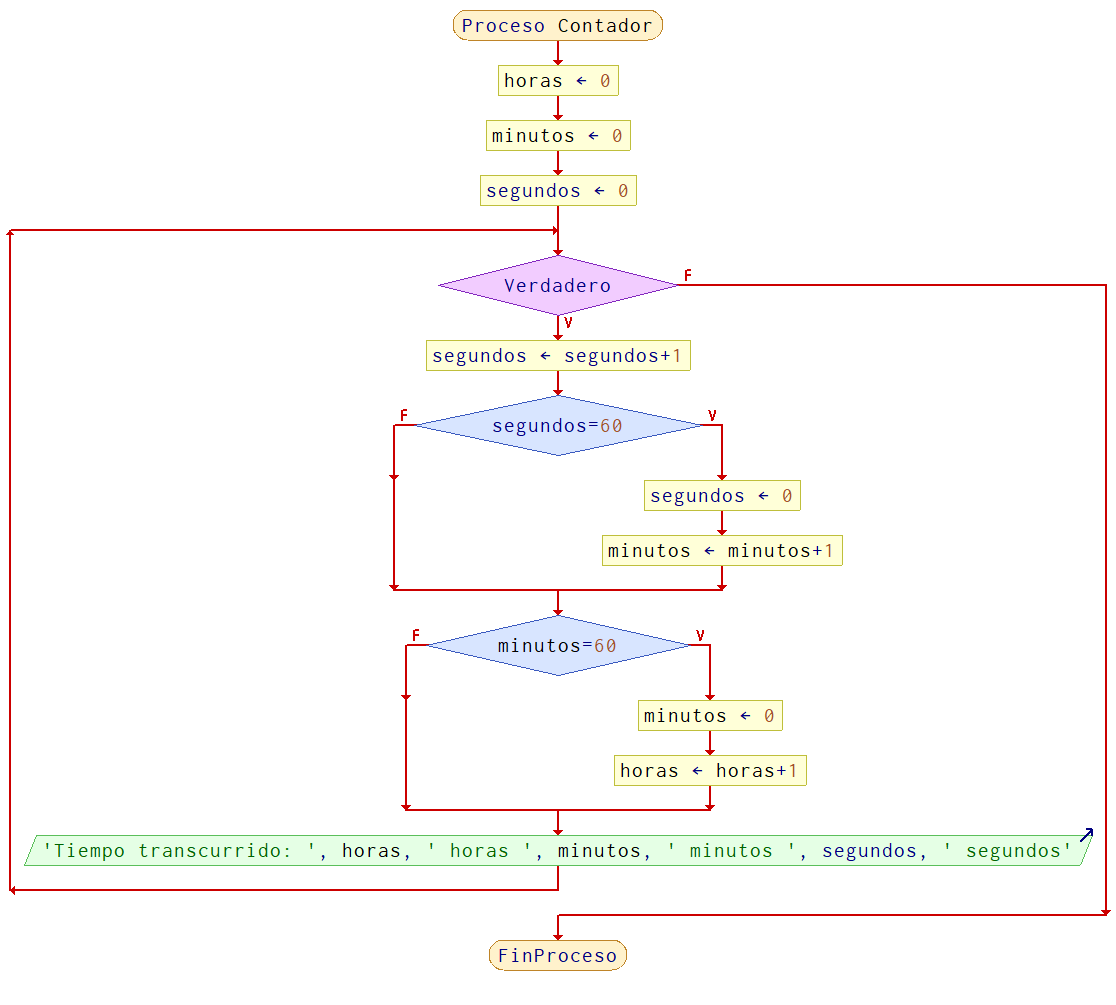 Proceso Contador
horas ← 0
minutos ← 0
segundos ← 0
Verdadero
F
V
segundos ← segundos+1
F
V
segundos=60
segundos ← 0
minutos ← minutos+1
F
V
minutos=60
minutos ← 0
horas ← horas+1
'Tiempo transcurrido: ', horas, ' horas ', minutos, ' minutos ', segundos, ' segundos'
FinProceso